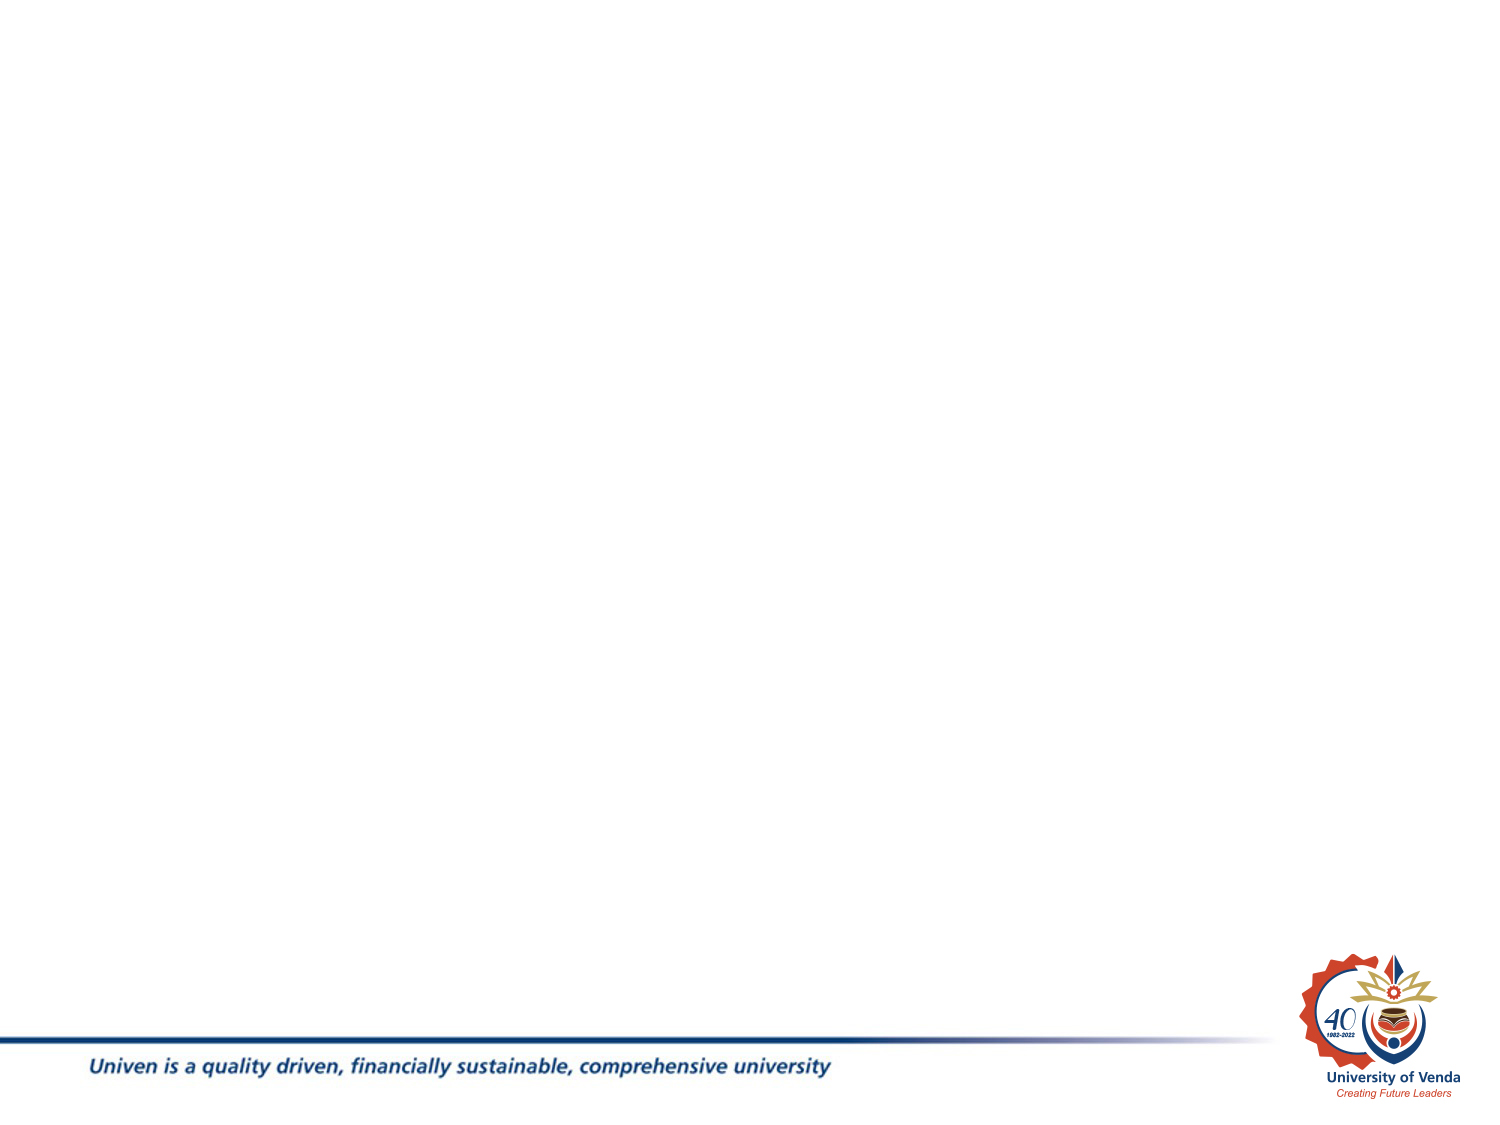 40
1982-2022
Univen is a quality driven, financially sustainable, comprehensive university
University of Venda
Creating Future Leaders